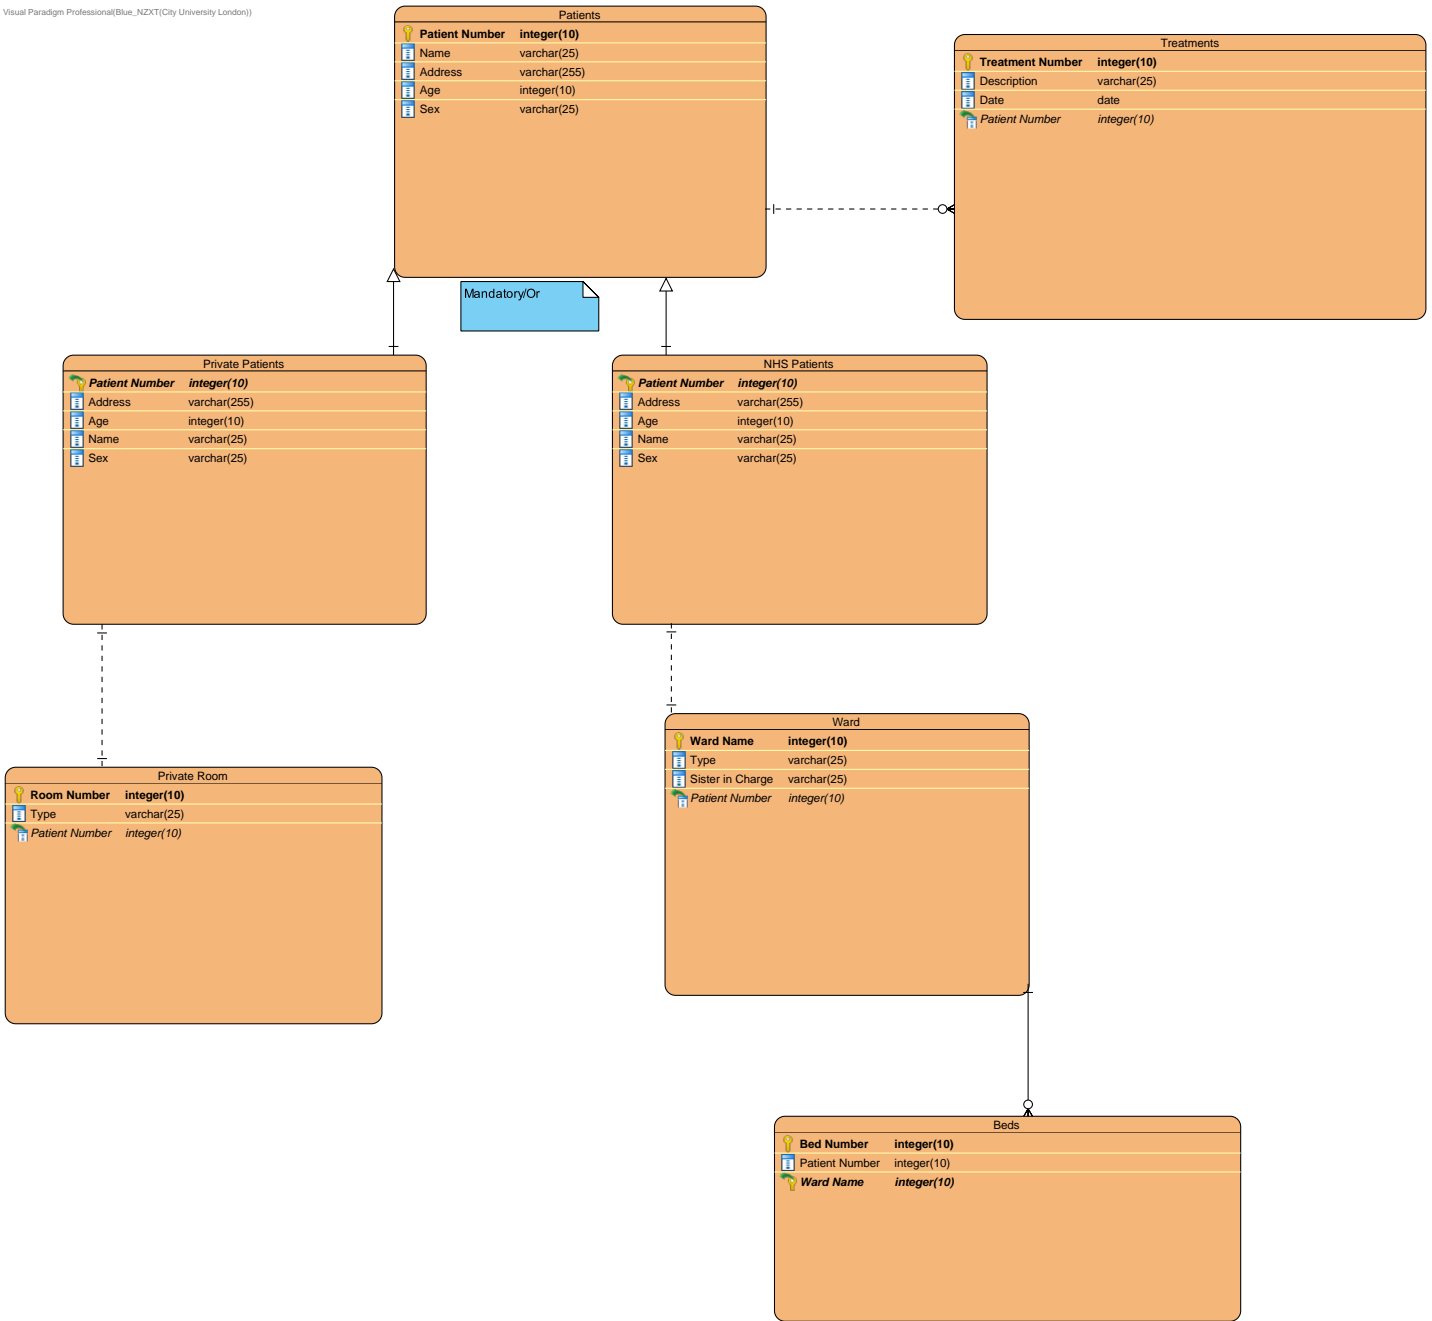 Visual Paradigm Professional(Blue_NZXT(City University London))
Patients
Patient Number integer(10)
Name varchar(25)
Address varchar(255)
Age integer(10)
Sex varchar(25)
Treatments
Treatment Number integer(10)
Description varchar(25)
Date date
Patient Number integer(10)
Mandatory/Or
Private Patients
Patient Number integer(10)
Address varchar(255)
Age integer(10)
Name varchar(25)
Sex varchar(25)
NHS Patients
Patient Number integer(10)
Address varchar(255)
Age integer(10)
Name varchar(25)
Sex varchar(25)
Private Room
Room Number integer(10)
Type varchar(25)
Patient Number integer(10)
Ward
Ward Name integer(10)
Type varchar(25)
Sister in Charge varchar(25)
Patient Number integer(10)
Beds
Bed Number integer(10)
Patient Number integer(10)
Ward Name integer(10)